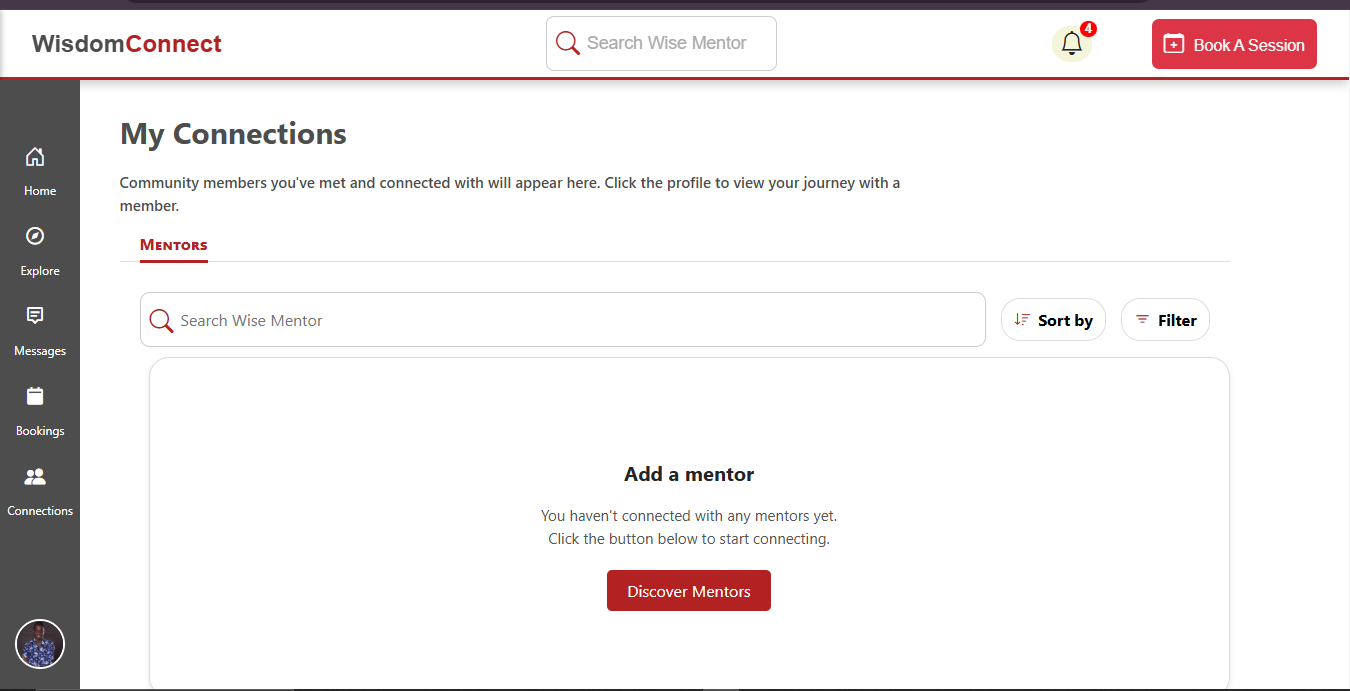 WisdomConnect
Search Wise Mentor
4
Book A Session
Home
Explore
Messages
Bookings
Connections
My Connections
Community members you've met and connected with will appear here. Click the profile to view your journey with a
member.
Mentors
Search Wise Mentor
Sort by
Filter
Add a mentor
You haven't connected with any mentors yet.
Click the button below to start connecting.
Discover Mentors